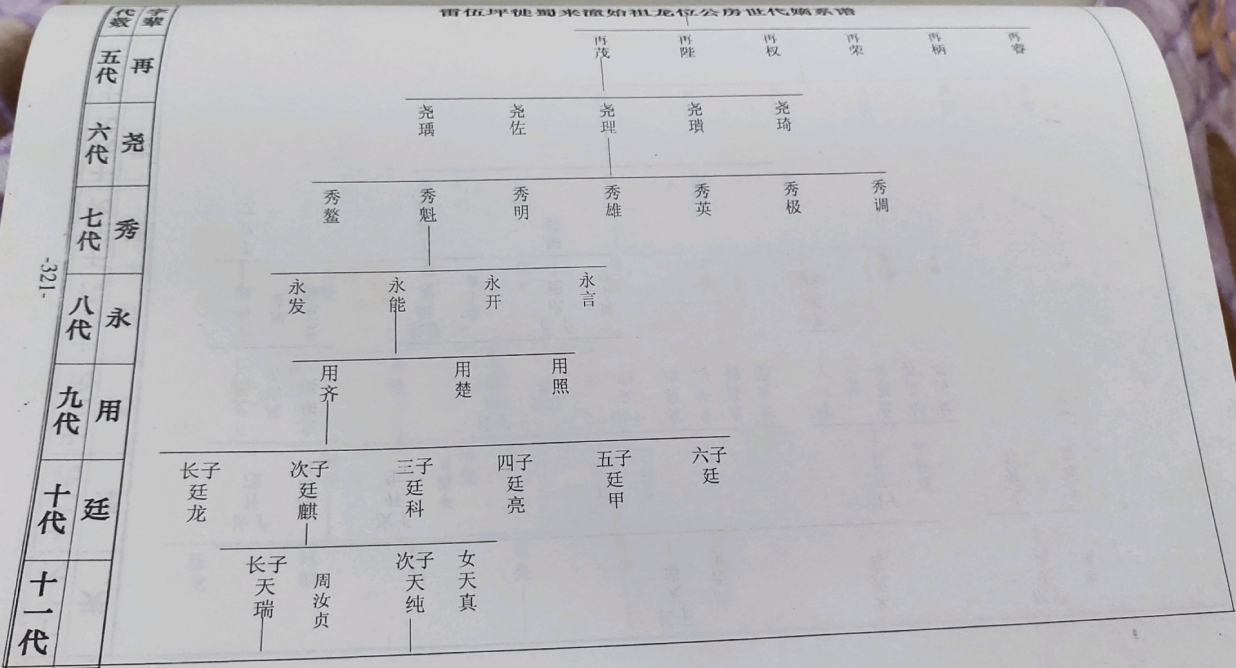 雷伍坪徙蜀来潼始祖龙位公房世代嫡系谱
代数 字辈
五代 再
再茂 再陛 再权 再荣 再柄 再睿
六代 尧
尧瑀 尧佐 尧理 尧璝 尧琦
七代 秀
秀鳌 秀魁 秀明 秀雄 秀英 秀极 秀调
-321-
八代 永
永发 永能 永开 永言
九代 用
用齐 用楚 用照
十代 廷
长子廷龙 次子廷麒 三子廷科 四子廷亮 五子廷甲 六子廷
十一代
长子天瑞 周汝贞 次子天纯 女天真